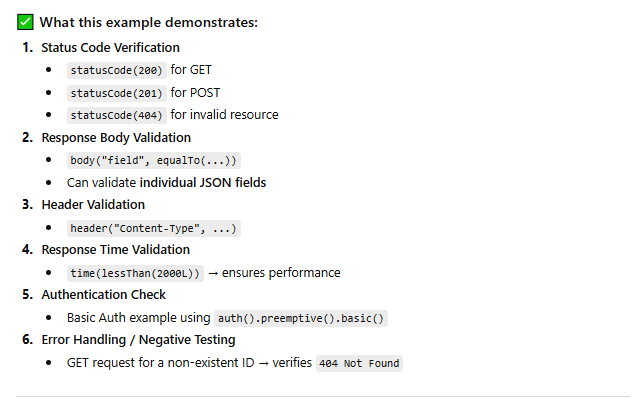 ✅ What this example demonstrates:
1. Status Code Verification
• statusCode(200) for GET
• statusCode(201) for POST
• statusCode(404) for invalid resource
2. Response Body Validation
• body("field", equalTo(...))
• Can validate individual JSON fields
3. Header Validation
• header("Content-Type", ...)
4. Response Time Validation
• time(lessThan(2000L)) → ensures performance
5. Authentication Check
• Basic Auth example using auth().preemptive().basic()
6. Error Handling / Negative Testing
• GET request for a non-existent ID → verifies 404 Not Found